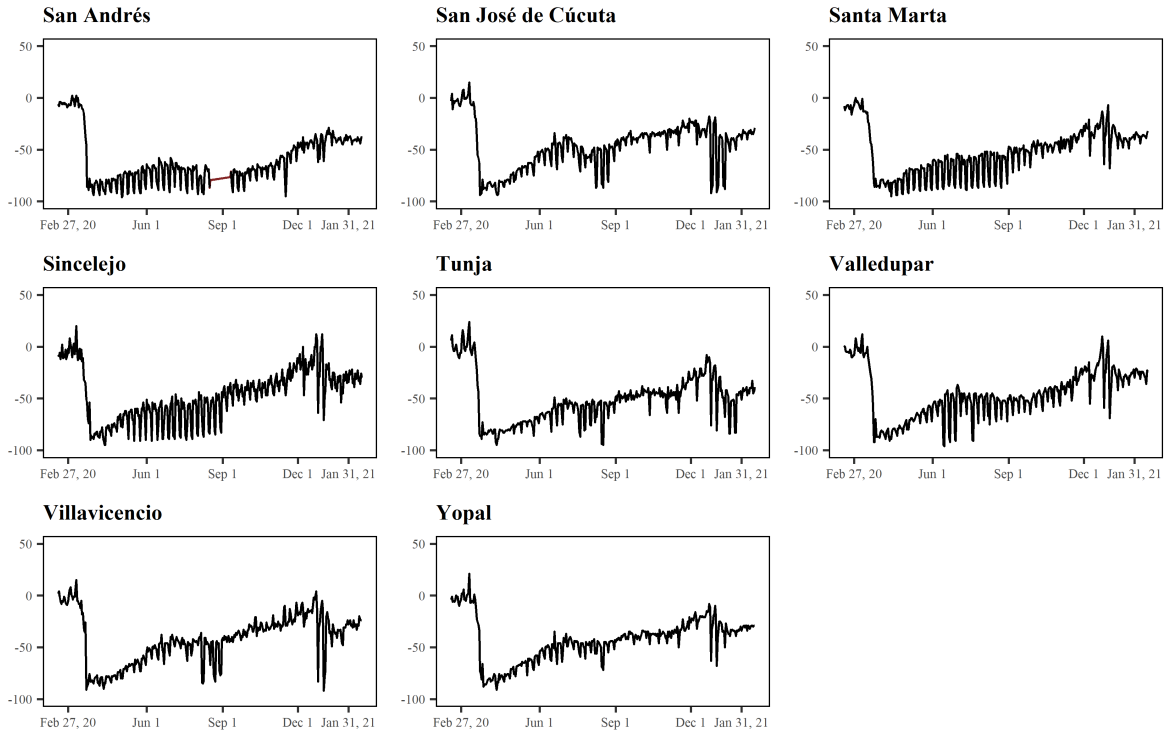 San Andrés San José de Cúcuta Santa Marta
50 50 50
0 0 0
-50 -50 -50
-100 -100 -100
Feb 27, 20 Jun 1 Sep 1 Dec 1 Jan 31, 21 Feb 27, 20 Jun 1 Sep 1 Dec 1 Jan 31, 21 Feb 27, 20 Jun 1 Sep 1 Dec 1 Jan 31, 21
Sincelejo Tunja Valledupar
50 50 50
0 0 0
-50 -50 -50
-100 -100 -100
Feb 27, 20 Jun 1 Sep 1 Dec 1 Jan 31, 21 Feb 27, 20 Jun 1 Sep 1 Dec 1 Jan 31, 21 Feb 27, 20 Jun 1 Sep 1 Dec 1 Jan 31, 21
Villavicencio Yopal
50 50
0 0
-50 -50
-100 -100
Feb 27, 20 Jun 1 Sep 1 Dec 1 Jan 31, 21 Feb 27, 20 Jun 1 Sep 1 Dec 1 Jan 31, 21